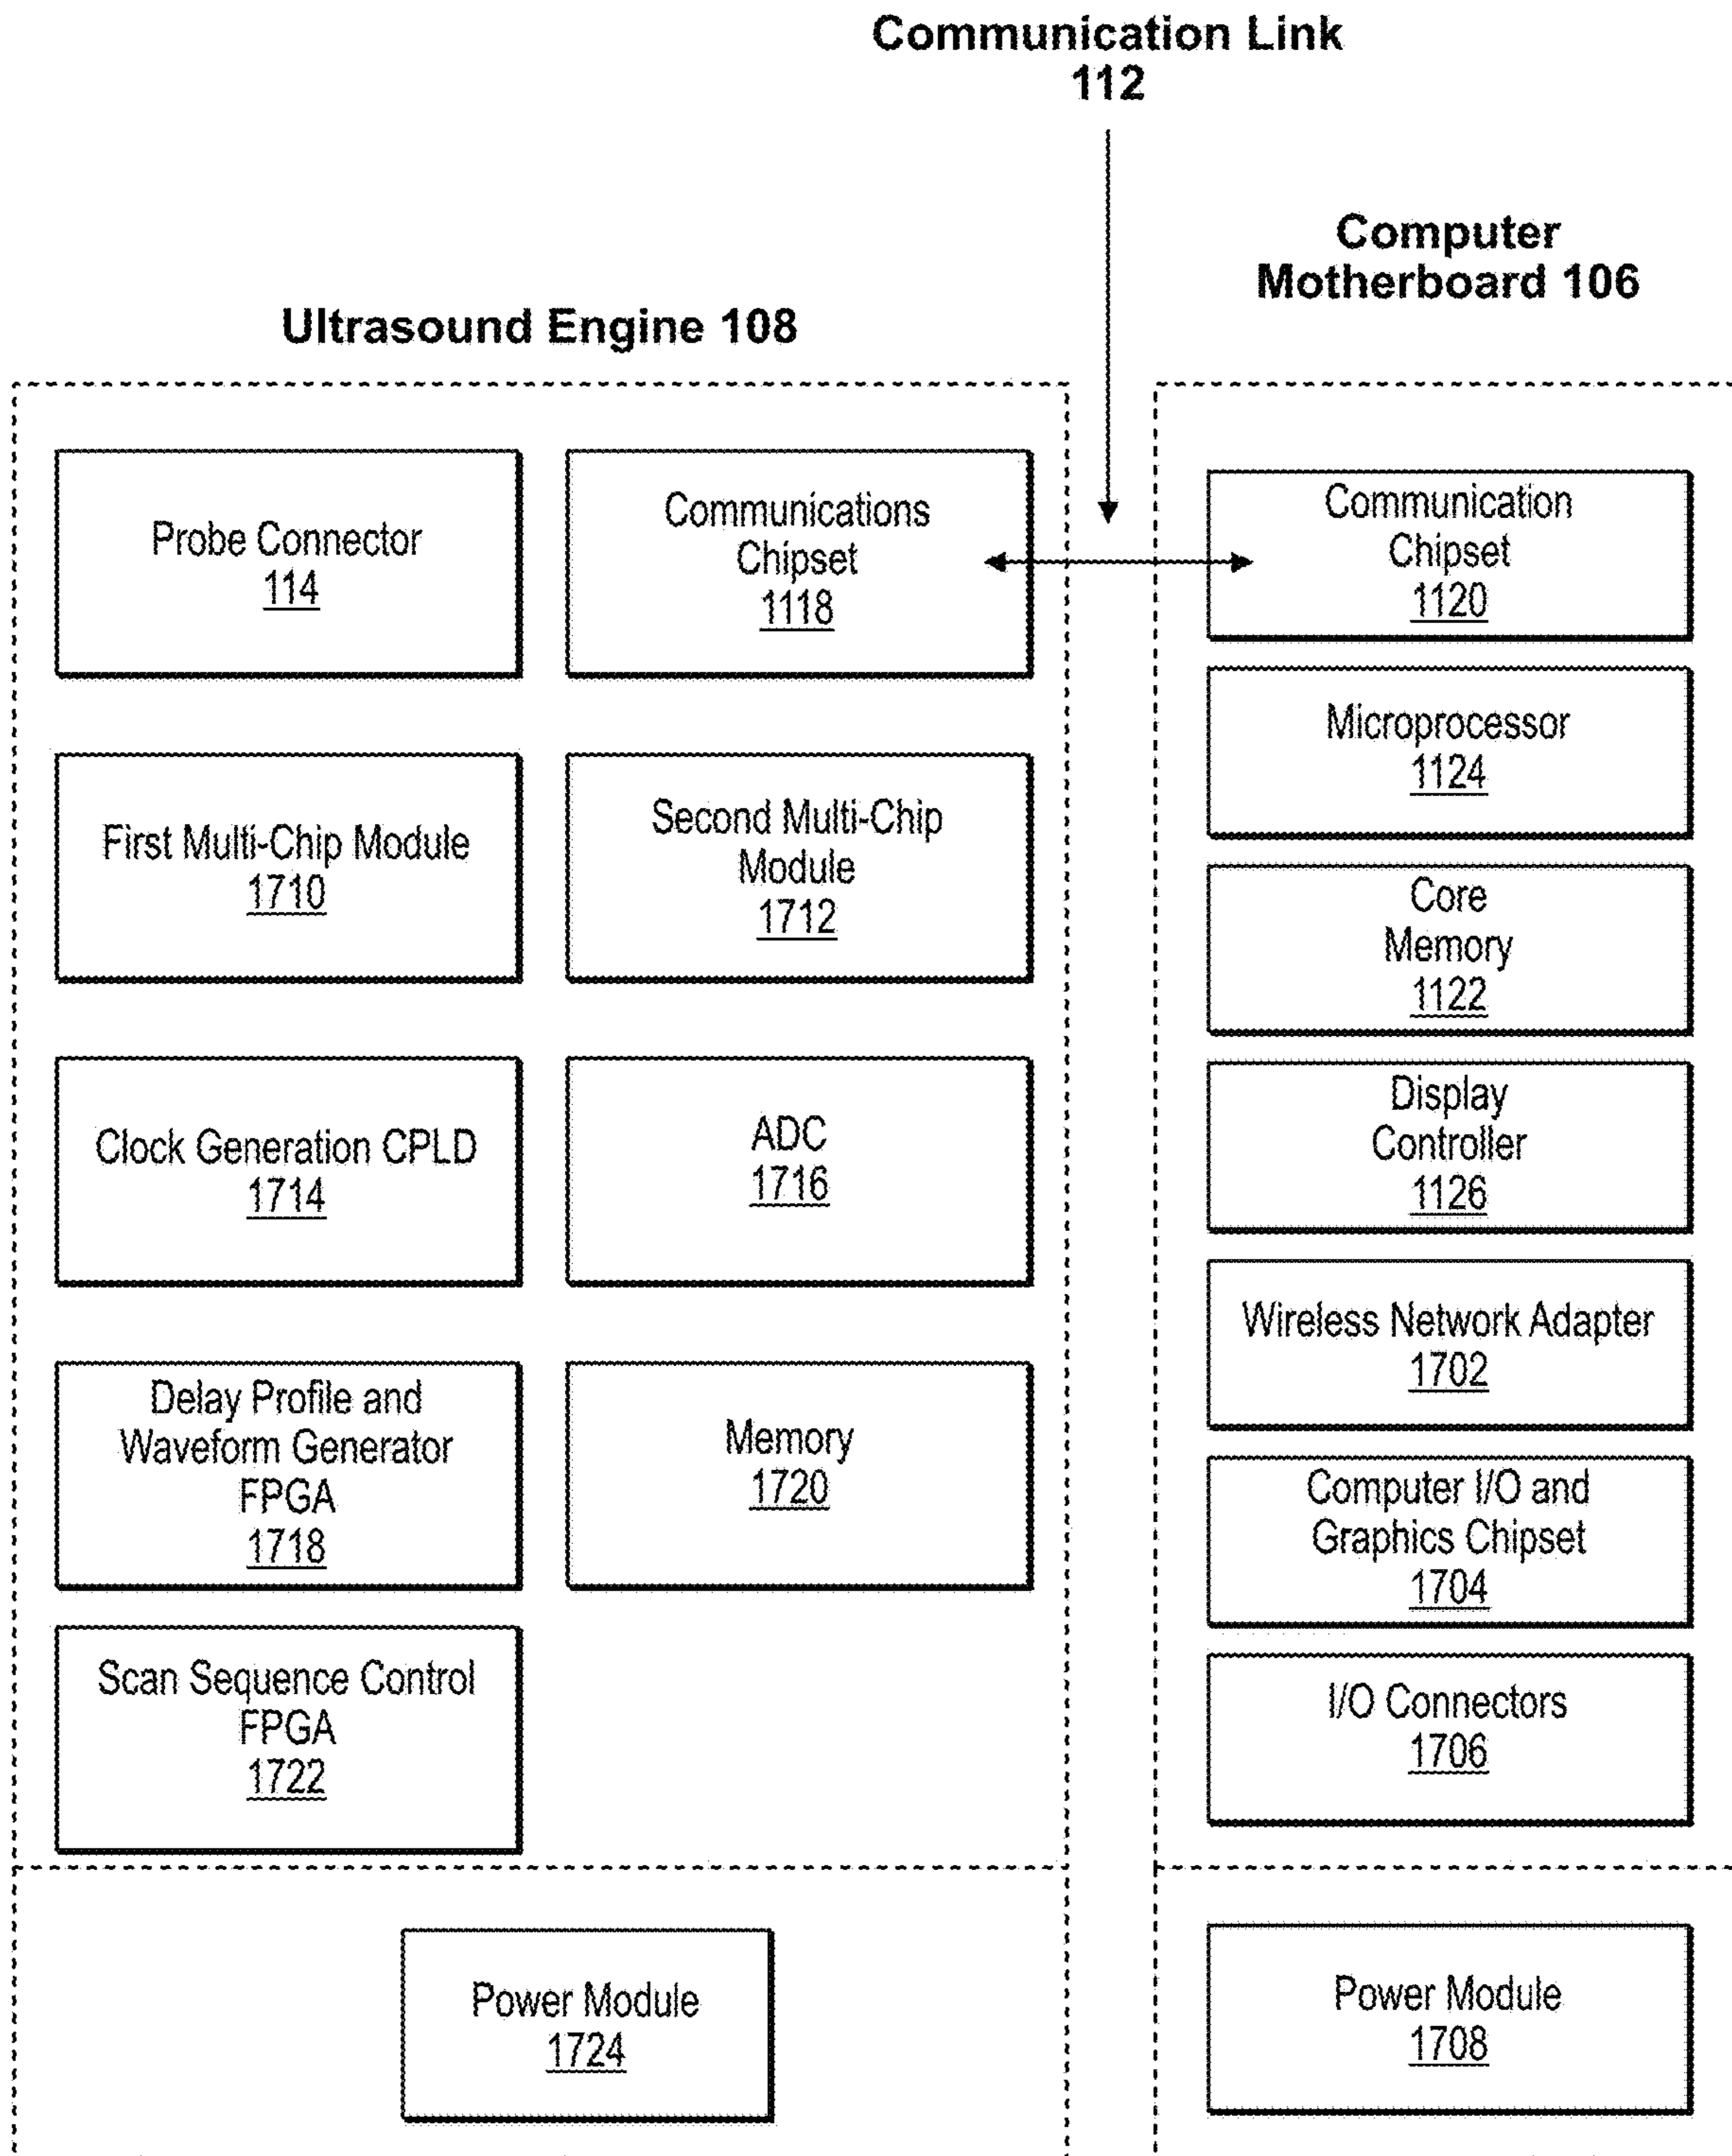 Communication Link
112
Computer
Motherboard 106
Ultrasound Engine 108
Probe Connector
114
Communications
Chipset
1118
First Multi-Chip Module
1710
Second Multi-Chip
Module
1712
Clock Generation CPLD
1714
ADC
1716
Delay Profile and
Waveform Generator
FPGA
1718
Memory
1720
Scan Sequence Control
FPGA
1722
Power Module
1724
Communication
Chipset
1120
Microprocessor
1124
Core
Memory
1122
Display
Controller
1126
Wireless Network Adapter
1702
Computer I/O and
Graphics Chipset
1704
I/O Connectors
1706
Power Module
1708